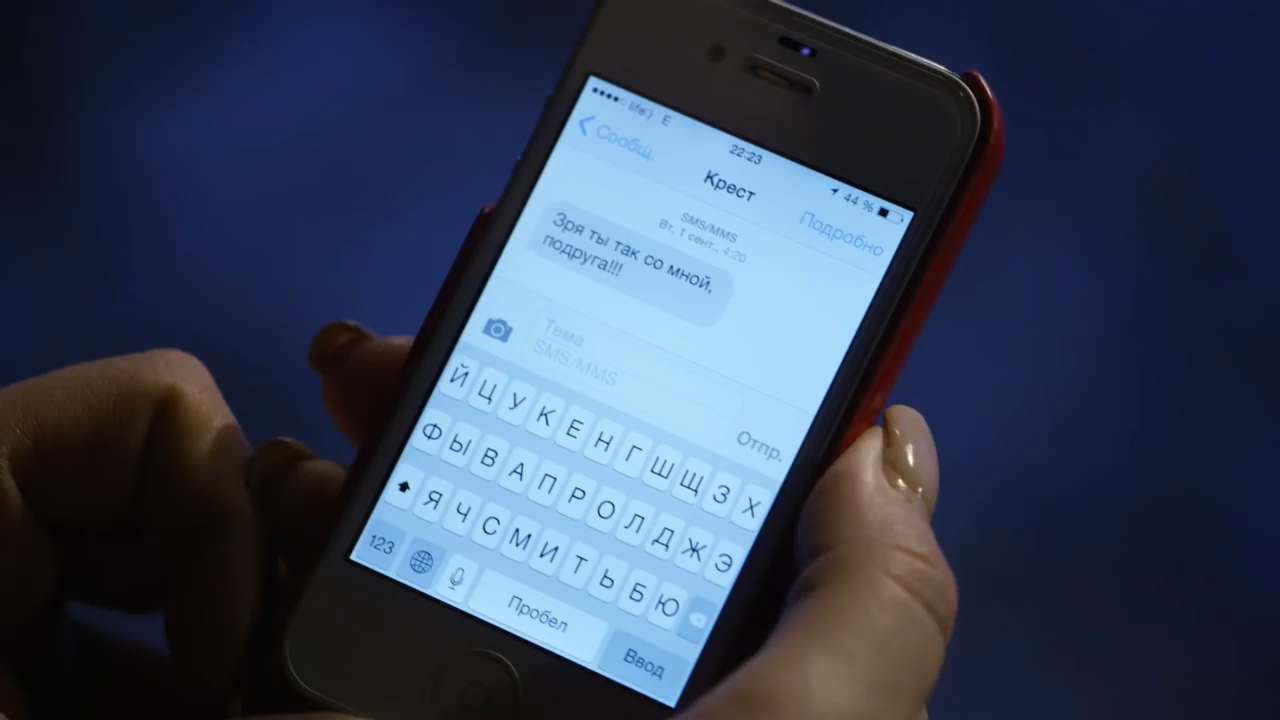 life:) E
22:23
44 %
Сообщ.
Крест
Подробно
SMS/MMS
Вт, 1 сент., 4:20
Зря ты так со мной,
подруга!!!
Тема
SMS/MMS
Отпр.
Й Ц У К Е Н Г Ш Щ З Х
Ф Ы В А П Р О Л Д Ж Э
Я Ч С М И Т Ь Б Ю
123 Пробел Ввод